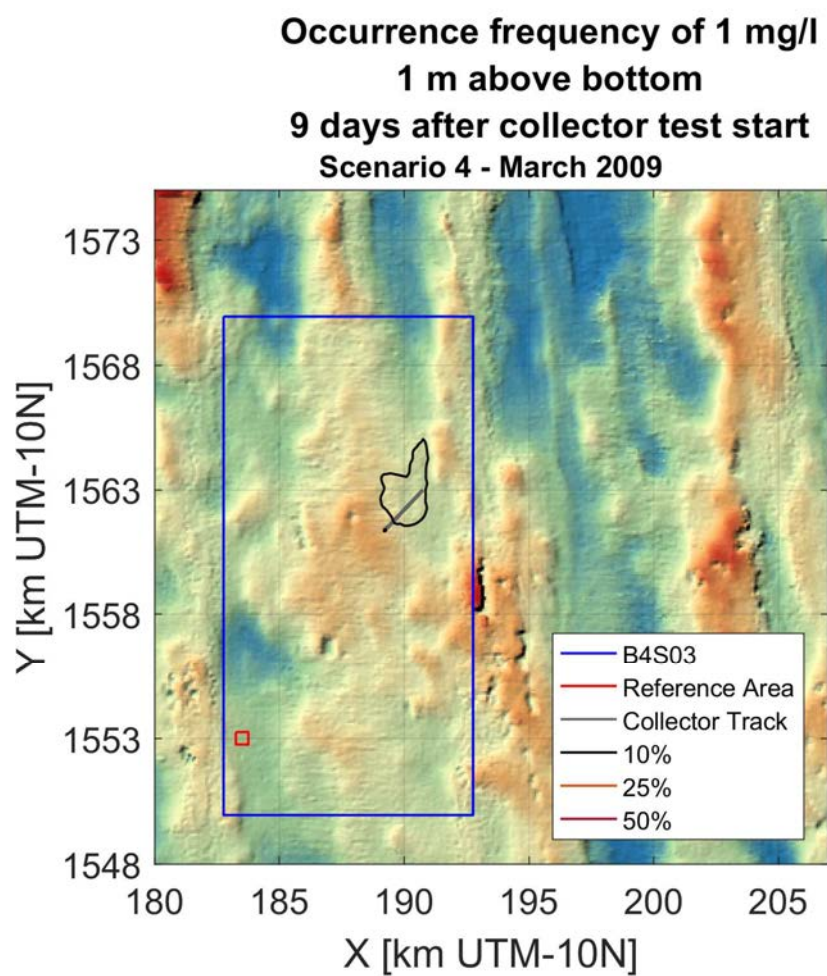 Occurrence frequency of 1 mg/l
1 m above bottom
9 days after collector test start
Scenario 4 - March 2009
1573
1568
1563
1558
1553
1548
180
185
190
195
200
205
Y [km UTM-10N]
X [km UTM-10N]
B4S03
Reference Area
Collector Track
10%
25%
50%